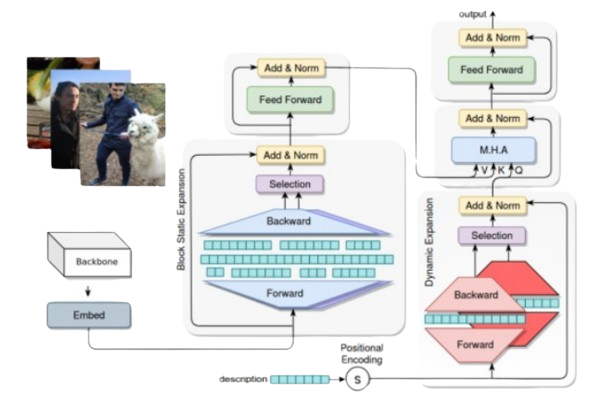 output
Add & Norm
Feed Forward
Add & Norm
M.H.A
V K Q
Add & Norm
Feed Forward
Block Static Expansion
Add & Norm
Selection
Backward
Forward
Dynamic Expansion
Add & Norm
Selection
Backward
Forward
Backbone
Embed
Positional
Encoding
description
S